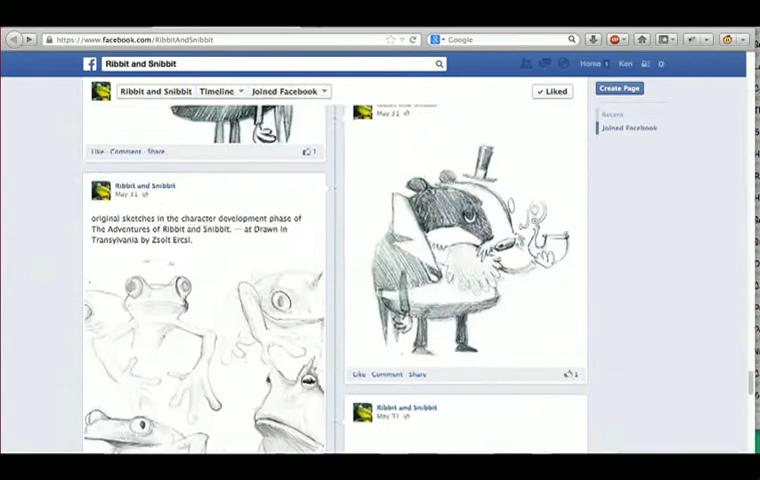 https://www.facebook.com/RibbitAndSnibbit
Google
Ribbit and Snibbit
Home 1
Ken
Ribbit and Snibbit
Timeline
Joined Facebook
Liked
Create Page
Recent
Joined Facebook
May 31
Like · Comment · Share
1
Ribbit and Snibbit
May 31
original sketches in the character development phase of
The Adventures of Ribbit and Snibbit. — at Drawn in
Transylvania by Zsolt Ercsi.
Like · Comment · Share
1
Ribbit and Snibbit
May 31